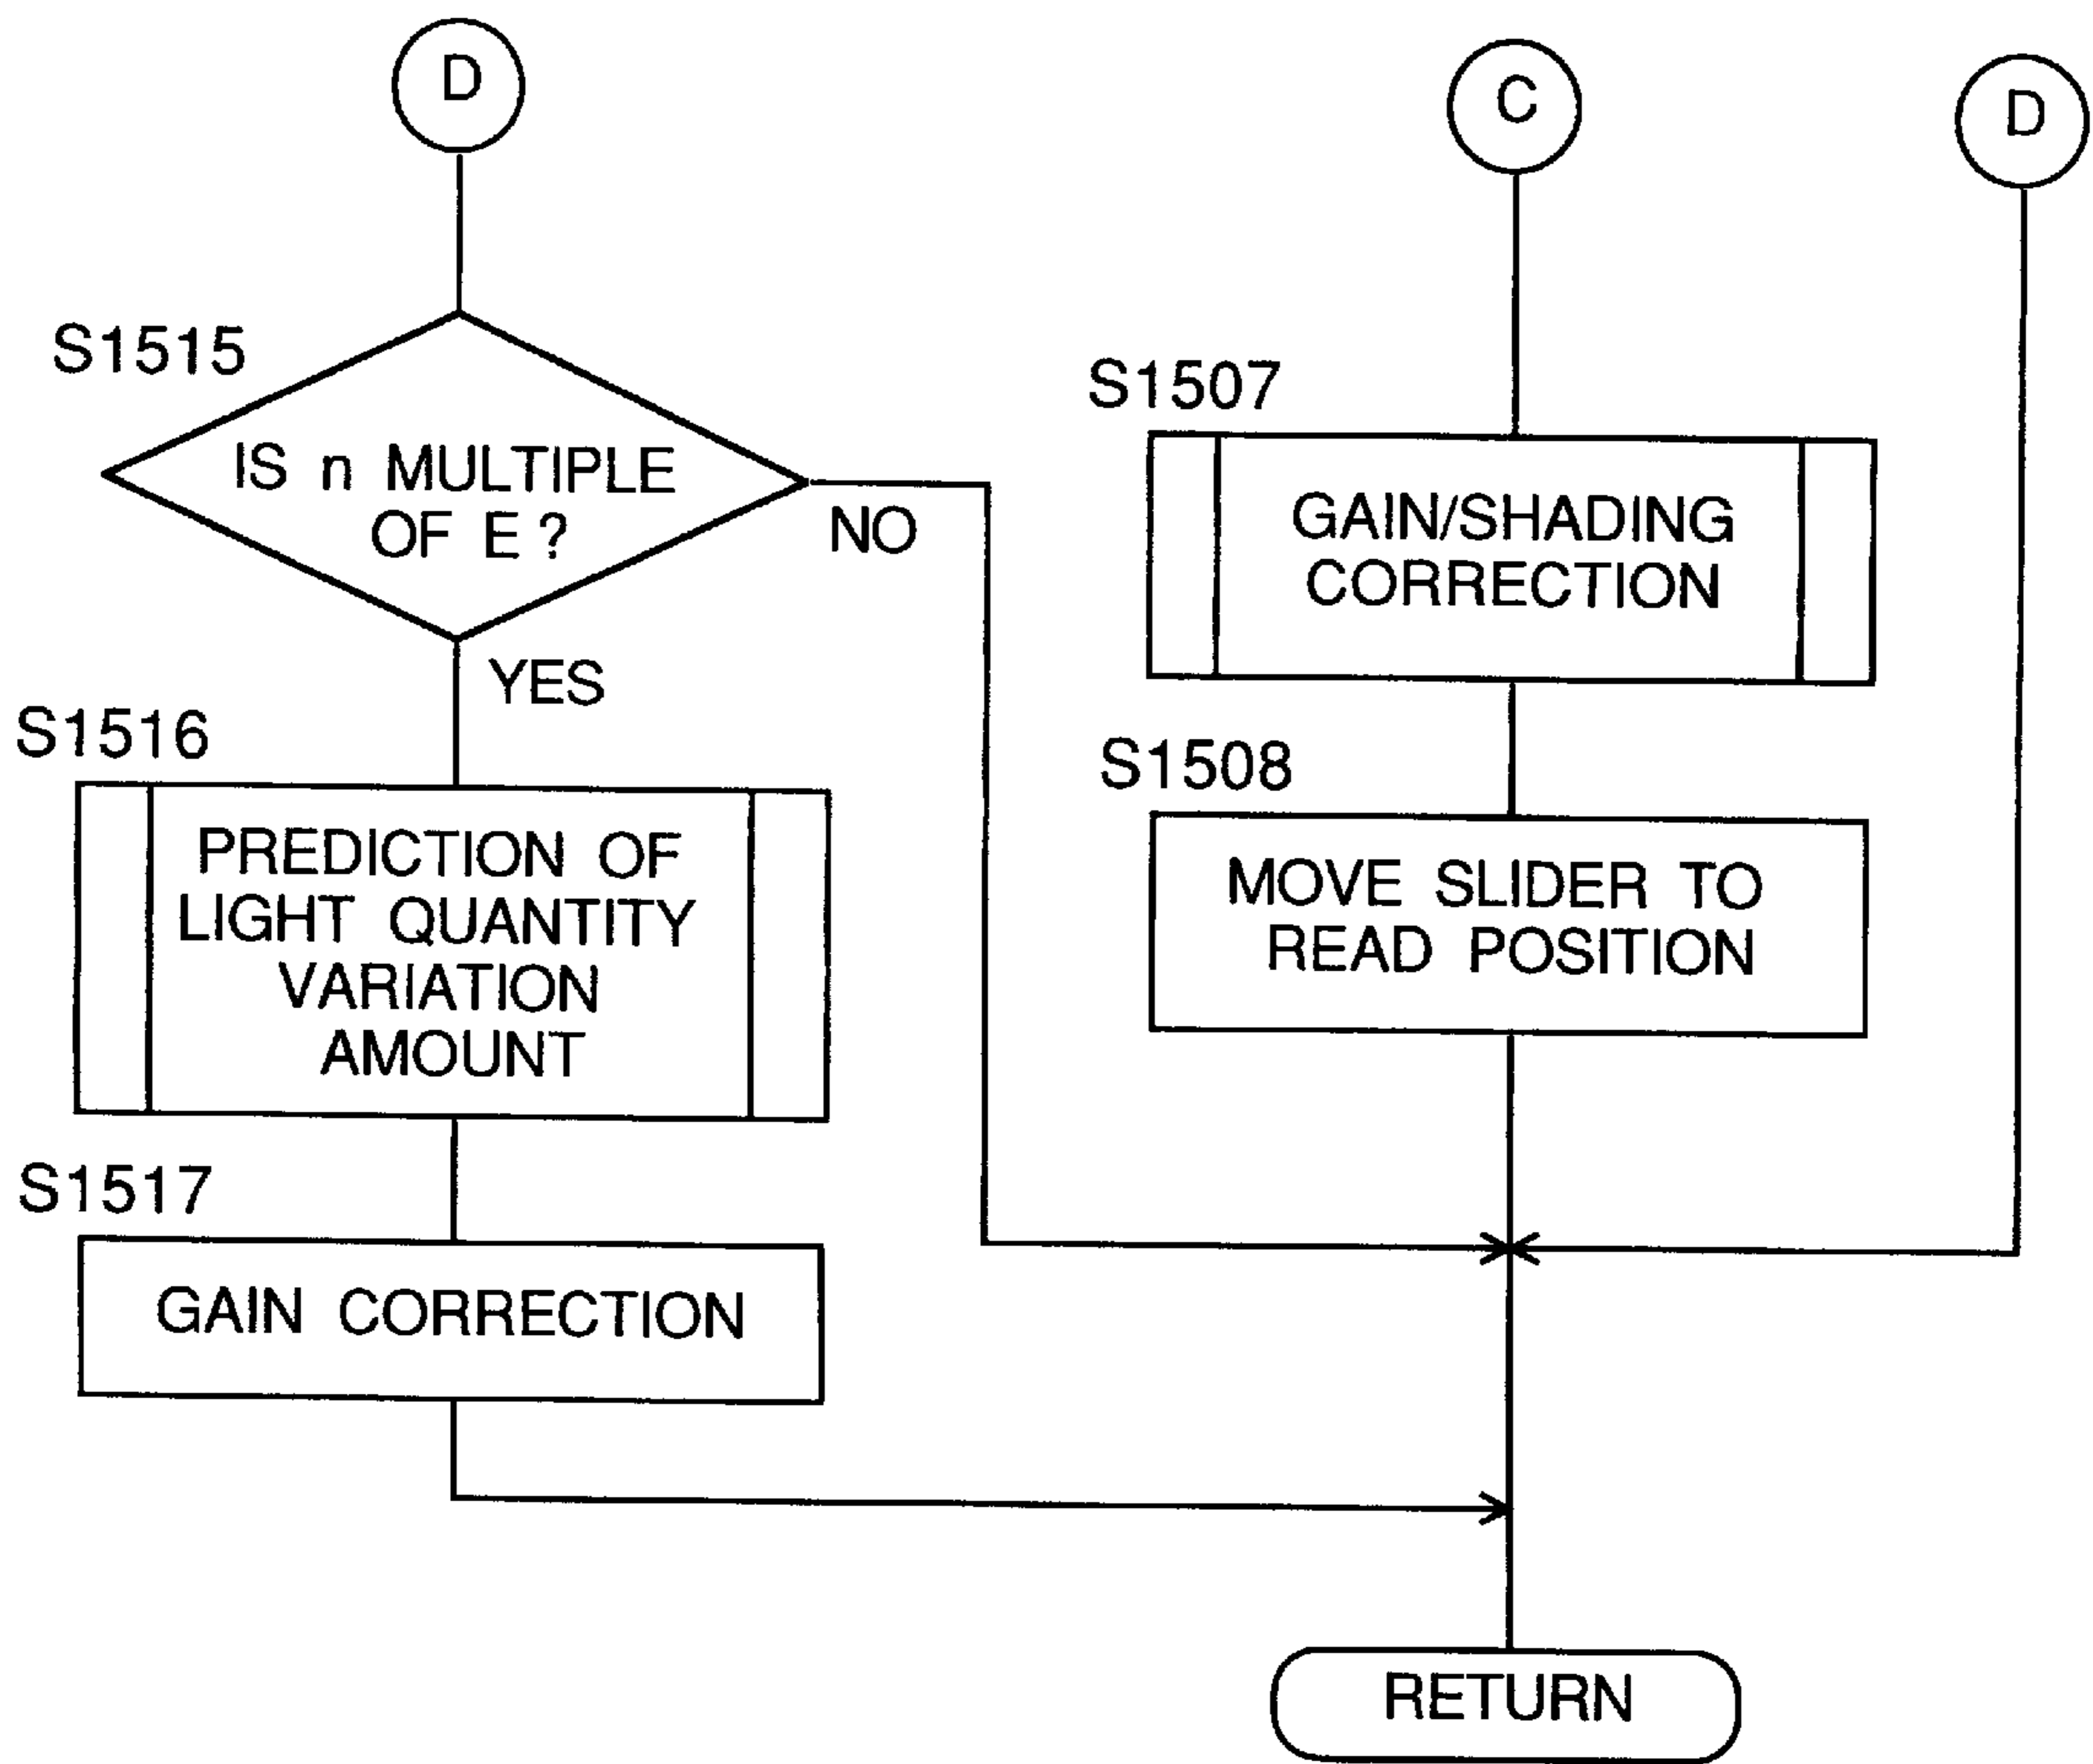 D
C
D
S1515
IS n MULTIPLE
OF E ?
NO
YES
S1516
PREDICTION OF
LIGHT QUANTITY
VARIATION
AMOUNT
S1517
GAIN CORRECTION
S1507
GAIN/SHADING
CORRECTION
S1508
MOVE SLIDER TO
READ POSITION
RETURN